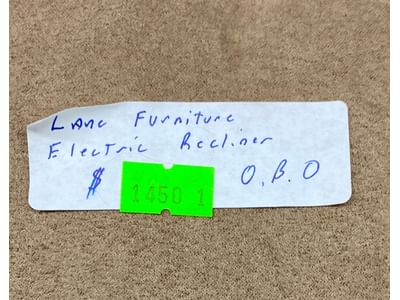 Lane Furniture
Electric Recliner
$ 1450 1 O.B.O